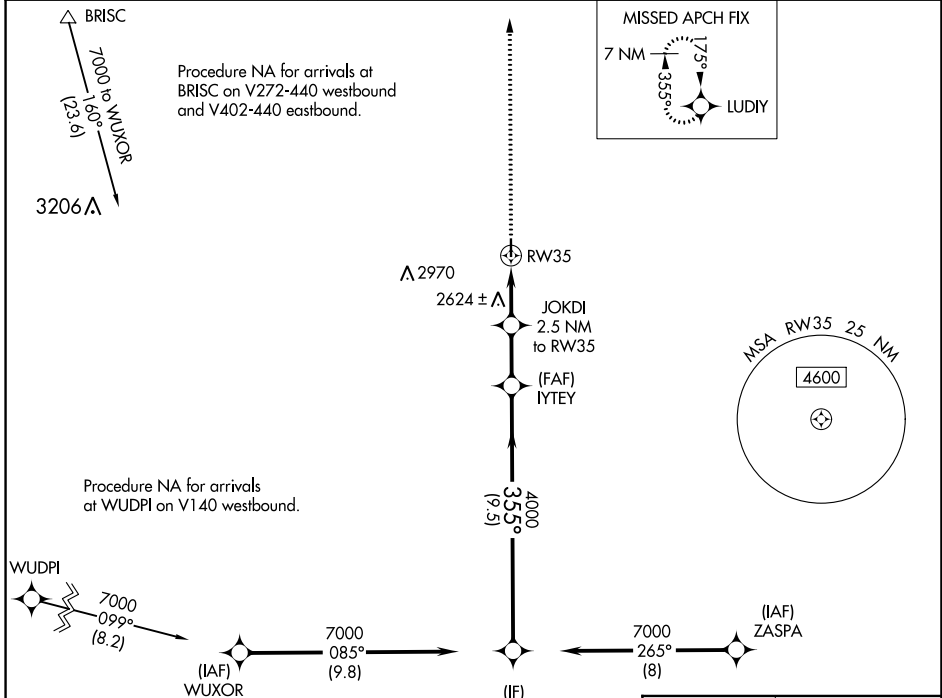 BRISC
7000 to WUXOR
160°
(23.6)
Procedure NA for arrivals at
BRISC on V272-440 westbound
and V402-440 eastbound.
MISSED APCH FIX
7 NM
355°
175°
LUDIY
3206
RW35
2970
2624 ±
JOKDI
2.5 NM
to RW35
(FAF)
IYTEY
MSA RW35 25 NM
4600
4000
355°
(9.5)
Procedure NA for arrivals
at WUDPI on V140 westbound.
WUDPI
7000
099°
(8.2)
(IAF)
WUXOR
7000
085°
(9.8)
(IF)
7000
265°
(8)
(IAF)
ZASPA